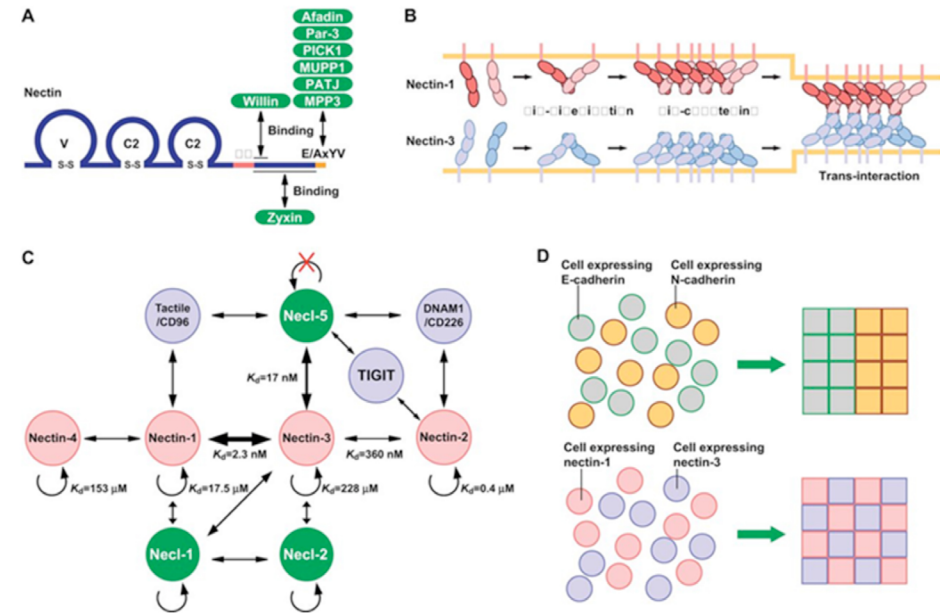 A
Afadin
Par-3
PICK1
MUPP1
PATJ
MPP3
Nectin
Willin
Binding
V
C2
C2
S-S
S-S
S-S
E/AxYV
Binding
Zyxin
B
Nectin-1
Nectin-3
Trans-interaction
C
Tactile
/CD96
Necl-5
DNAM1
/CD226
TIGIT
Kd=17 nM
Nectin-4
Nectin-1
Nectin-3
Nectin-2
Kd=2.3 nM
Kd=360 nM
Kd=153 µM
Kd=17.5 µM
Kd=228 µM
Kd=0.4 µM
Necl-1
Necl-2
D
Cell expressing
E-cadherin
Cell expressing
N-cadherin
Cell expressing
nectin-1
Cell expressing
nectin-3